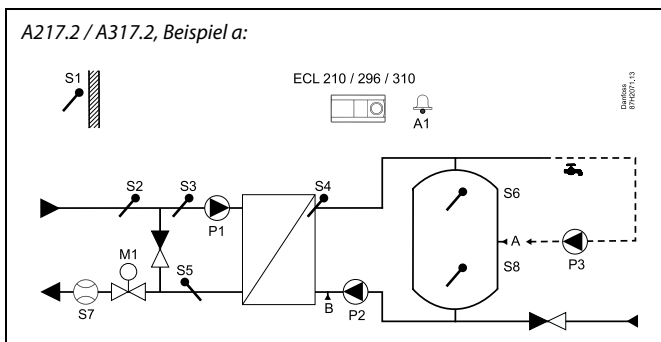 A217.2 / A317.2, Beispiel a:
S1
ECL 210 / 296 / 310
A1
Danfoss
87H2071.13
S2
S3
S4
P1
S6
A
P3
M1
S5
S8
S7
B
P2